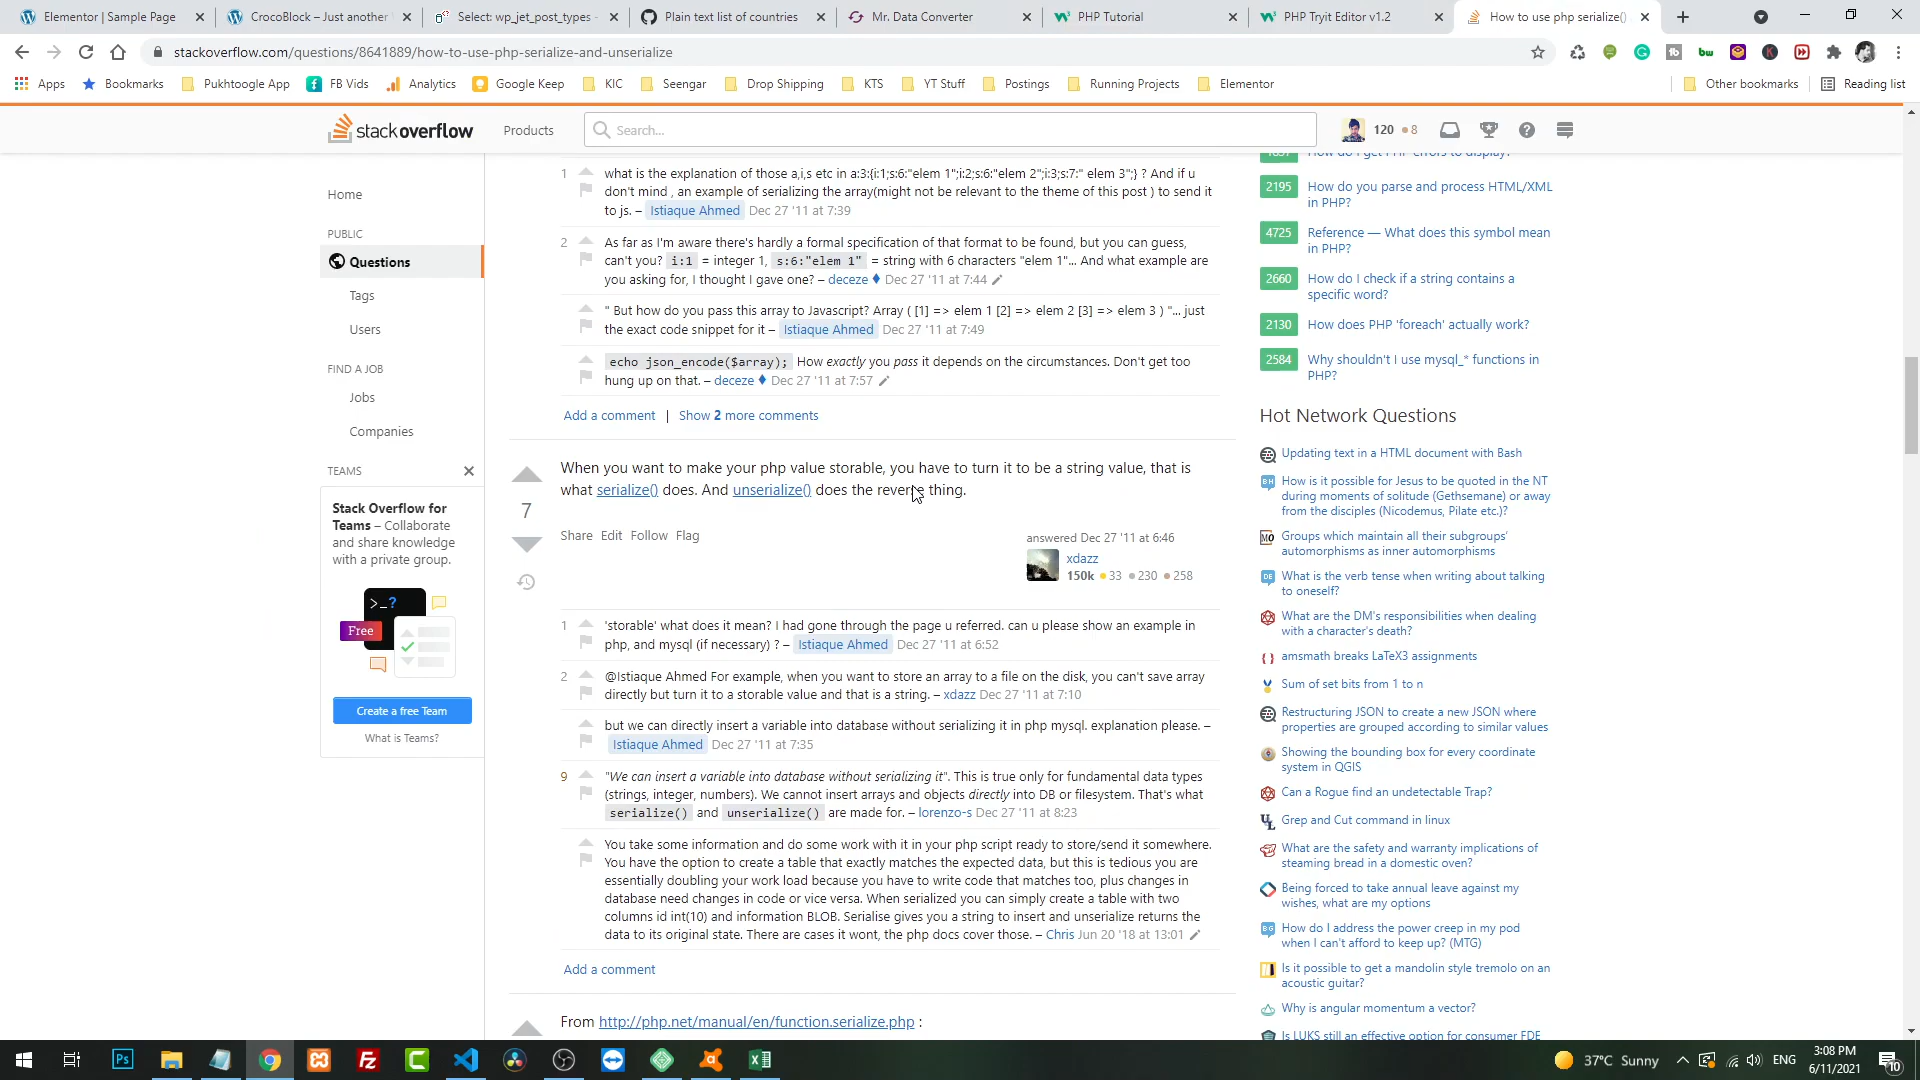 Elementor | Sample Page
CrocoBlock – Just another
Select: wp_jet_post_types
Plain text list of countries
Mr. Data Converter
PHP Tutorial
PHP Tryit Editor v1.2
How to use php serialize()
stackoverflow.com/questions/8641889/how-to-use-php-serialize-and-unserialize
Apps
Bookmarks
Pukhtoogle App
FB Vids
Analytics
Google Keep
KIC
Seengar
Drop Shipping
KTS
YT Stuff
Postings
Running Projects
Elementor
Other bookmarks
Reading list
stackoverflow
Products
Search...
120 8
Home
PUBLIC
Questions
Tags
Users
FIND A JOB
Jobs
Companies
TEAMS
Stack Overflow for
Teams – Collaborate
and share knowledge
with a private group.
>_?
Free
Create a free Team
What is Teams?
1 what is the explanation of those a,i,s etc in a:3:{i:1;s:6:"elem 1";i:2;s:6:"elem 2";i:3;s:7:" elem 3";} ? And if u
don't mind , an example of serializing the array(might not be relevant to the theme of this post ) to send it
to js. – Istiaque Ahmed Dec 27 '11 at 7:39
2 As far as I'm aware there's hardly a formal specification of that format to be found, but you can guess,
can't you? i:1 = integer 1, s:6:"elem 1" = string with 6 characters "elem 1"... And what example are
you asking for, I thought I gave one? – deceze ♦ Dec 27 '11 at 7:44
" But how do you pass this array to Javascript? Array ( [1] => elem 1 [2] => elem 2 [3] => elem 3 ) "... just
the exact code snippet for it – Istiaque Ahmed Dec 27 '11 at 7:49
echo json_encode($array); How exactly you pass it depends on the circumstances. Don't get too
hung up on that. – deceze ♦ Dec 27 '11 at 7:57
Add a comment | Show 2 more comments
When you want to make your php value storable, you have to turn it to be a string value, that is
what serialize() does. And unserialize() does the reverse thing.
7
Share Edit Follow Flag
answered Dec 27 '11 at 6:46
xdazz
150k 33 230 258
1 'storable' what does it mean? I had gone through the page u referred. can u please show an example in
php, and mysql (if necessary) ? – Istiaque Ahmed Dec 27 '11 at 6:52
2 @Istiaque Ahmed For example, when you want to store an array to a file on the disk, you can't save array
directly but turn it to a storable value and that is a string. – xdazz Dec 27 '11 at 7:10
but we can directly insert a variable into database without serializing it in php mysql. explanation please. –
Istiaque Ahmed Dec 27 '11 at 7:35
9 "We can insert a variable into database without serializing it". This is true only for fundamental data types
(strings, integer, numbers). We cannot insert arrays and objects directly into DB or filesystem. That's what
serialize() and unserialize() are made for. – lorenzo-s Dec 27 '11 at 8:23
You take some information and do some work with it in your php script ready to store/send it somewhere.
You have the option to create a table that exactly matches the expected data, but this is tedious you are
essentially doubling your work load because you have to write code that matches too, plus changes in
database need changes in code or vice versa. When serialized you can simply create a table with two
columns id int(10) and information BLOB. Serialise gives you a string to insert and unserialize returns the
data to its original state. There are cases it wont, the php docs cover those. – Chris Jun 20 '18 at 13:01
Add a comment
From http://php.net/manual/en/function.serialize.php :
2195 How do you parse and process HTML/XML
in PHP?
4725 Reference — What does this symbol mean
in PHP?
2660 How do I check if a string contains a
specific word?
2130 How does PHP 'foreach' actually work?
2584 Why shouldn't I use mysql_* functions in
PHP?
Hot Network Questions
Updating text in a HTML document with Bash
How is it possible for Jesus to be quoted in the NT
during moments of solitude (Gethsemane) or away
from the disciples (Nicodemus, Pilate etc.)?
Groups which maintain all their subgroups'
automorphisms as inner automorphisms
What is the verb tense when writing about talking
to oneself?
What are the DM's responsibilities when dealing
with a character's death?
amsmath breaks LaTeX3 assignments
Sum of set bits from 1 to n
Restructuring JSON to create a new JSON where
properties are grouped according to similar values
Showing the bounding box for every coordinate
system in QGIS
Can a Rogue find an undetectable Trap?
Grep and Cut command in linux
What are the safety and warranty implications of
steaming bread in a domestic oven?
Being forced to take annual leave against my
wishes, what are my options
How do I address the power creep in my pod
when I can't afford to keep up? (MTG)
Is it possible to get a mandolin style tremolo on an
acoustic guitar?
Why is angular momentum a vector?
Is LUKS still an effective option for consumer FDE
37°C Sunny
ENG
3:08 PM
6/11/2021
10